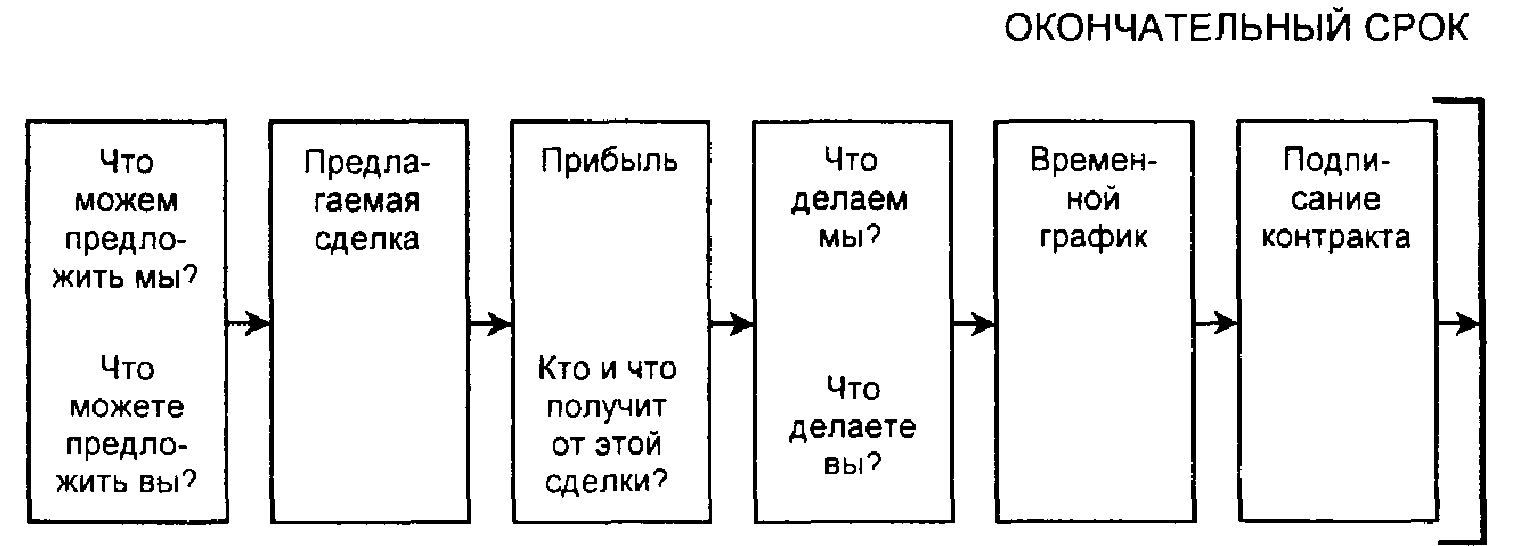 ОКОНЧАТЕЛЬНЫЙ СРОК
Что
можем
предло-
жить мы?
Что
можете
предло-
жить вы?
Предла-
гаемая
сделка
Прибыль
Кто и что
получит
от этой
сделки?
Что
делаем
мы?
Что
делаете
вы?
Времен-
ной
график
Подпи-
сание
контракта